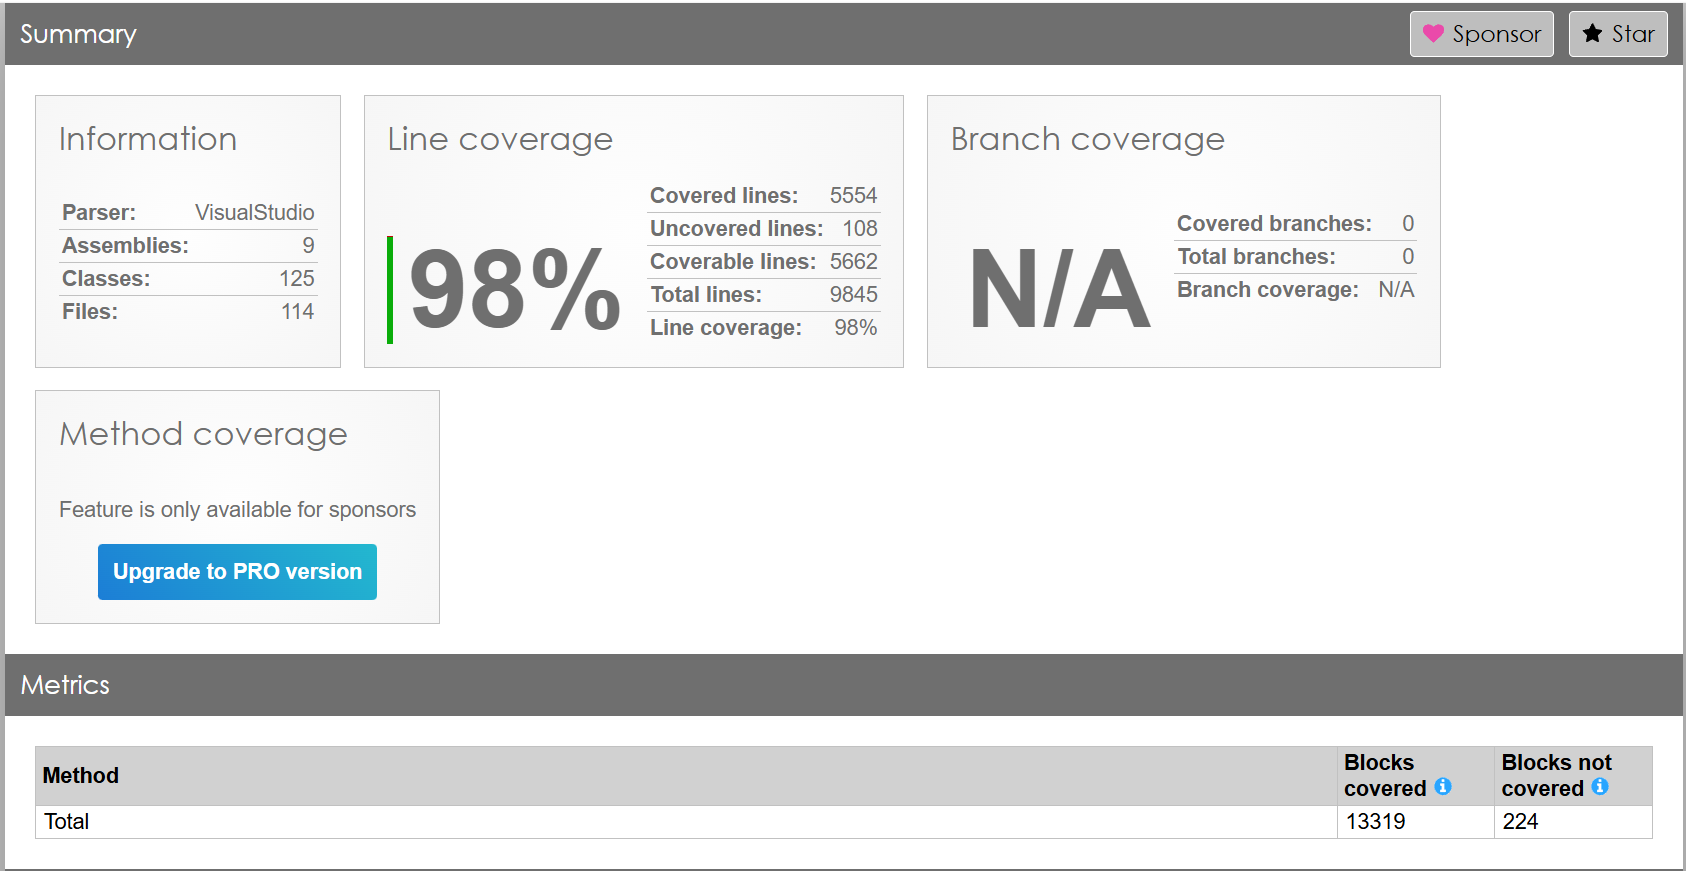 Summary
Sponsor
Star
Information
Parser: VisualStudio
Assemblies: 9
Classes: 125
Files: 114
Line coverage
98%
Covered lines: 5554
Uncovered lines: 108
Coverable lines: 5662
Total lines: 9845
Line coverage: 98%
Branch coverage
N/A
Covered branches: 0
Total branches: 0
Branch coverage: N/A
Method coverage
Feature is only available for sponsors
Upgrade to PRO version
Metrics
Method
Blocks
covered
Blocks not
covered
Total 13319 224